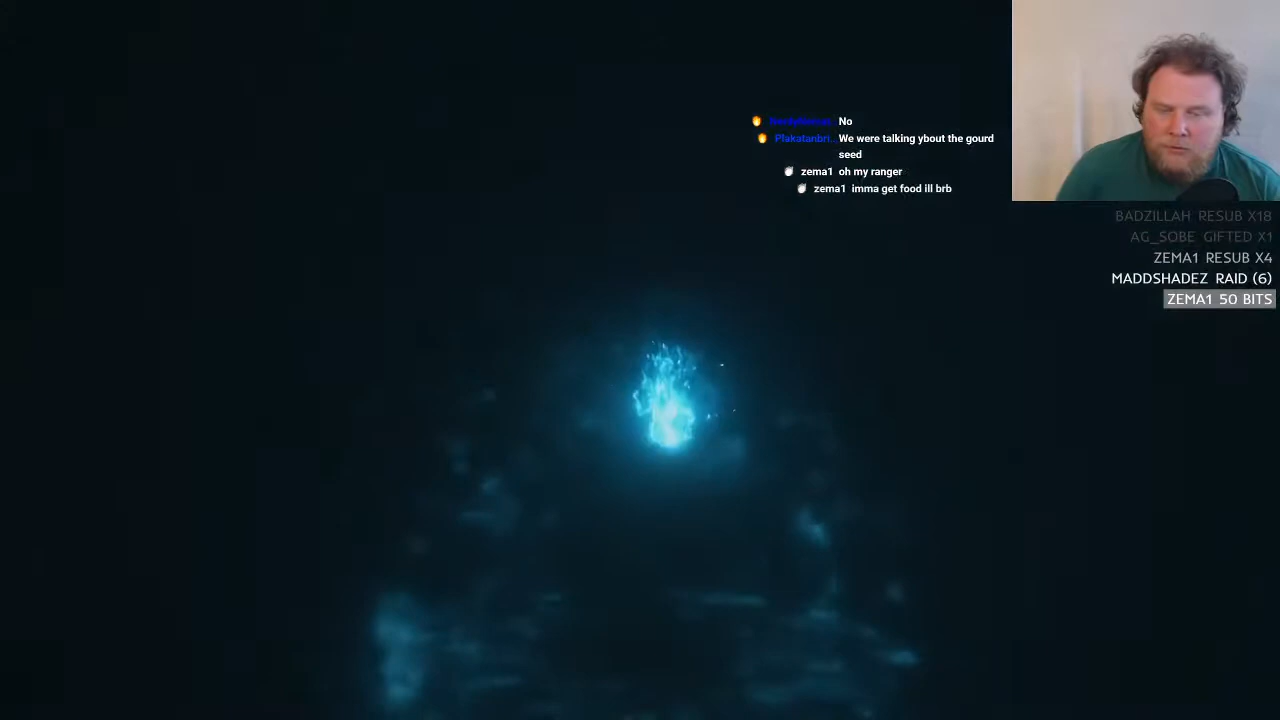 No
Plakatanbri... We were talking ybout the gourd
seed
zema1 oh my ranger
zema1 imma get food ill brb
BADZILLAH RESUB X18
AG_SOBE GIFTED X1
ZEMA1 RESUB X4
MADDSHADEZ RAID (6)
ZEMA1 50 BITS